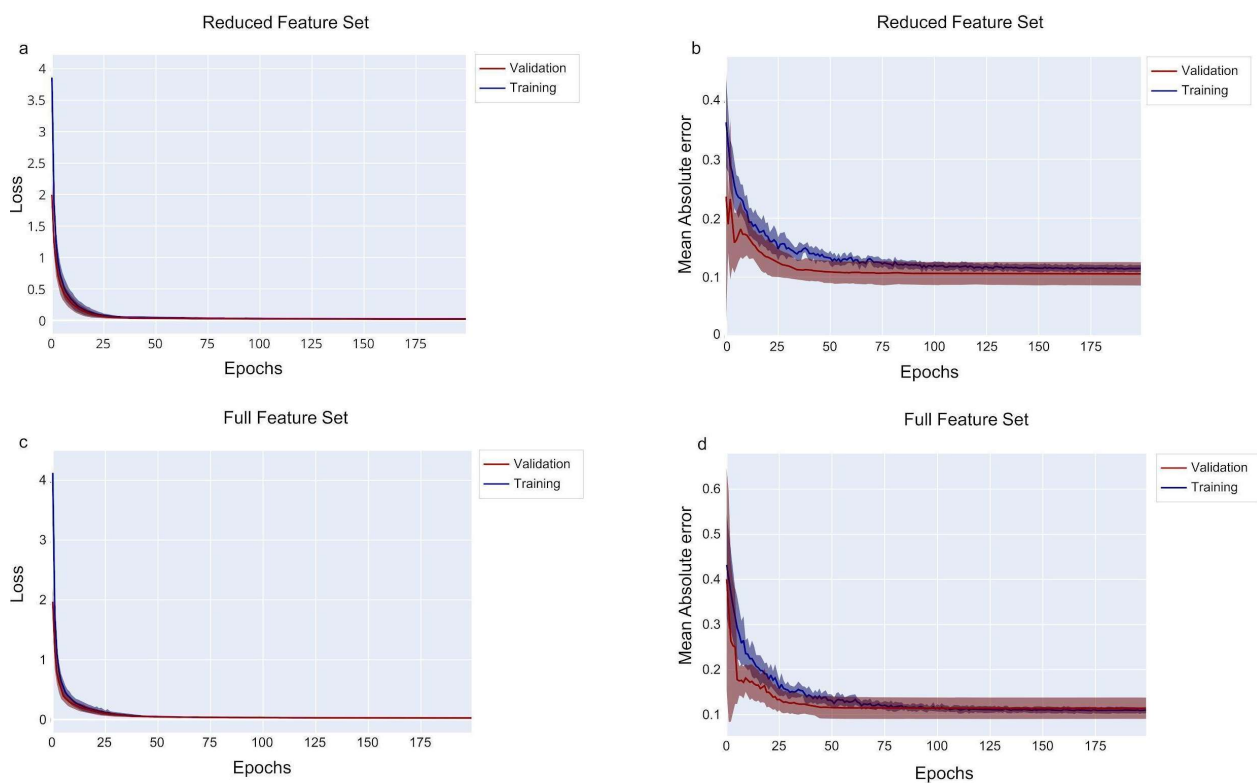 Reduced Feature Set
a
4
3.5
3
2.5
2
1.5
1
0.5
0
Loss
0 25 50 75 100 125 150 175
Epochs
Validation
Training
Reduced Feature Set
b
0.4
0.3
0.2
0.1
0
Mean Absolute error
0 25 50 75 100 125 150 175
Epochs
Validation
Training
Full Feature Set
c
4
3
2
1
0
Loss
0 25 50 75 100 125 150 175
Epochs
Validation
Training
Full Feature Set
d
0.6
0.5
0.4
0.3
0.2
0.1
Mean Absolute error
0 25 50 75 100 125 150 175
Epochs
Validation
Training